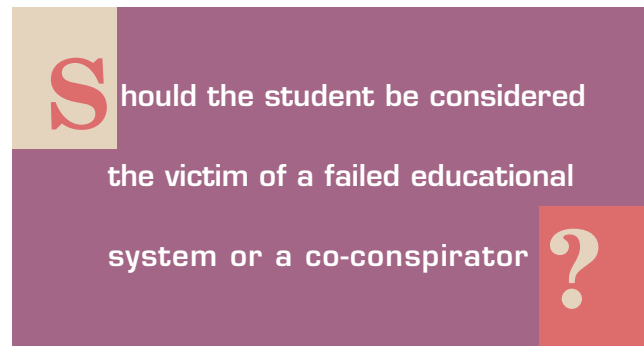 Should the student be considered
the victim of a failed educational
system or a co-conspirator?